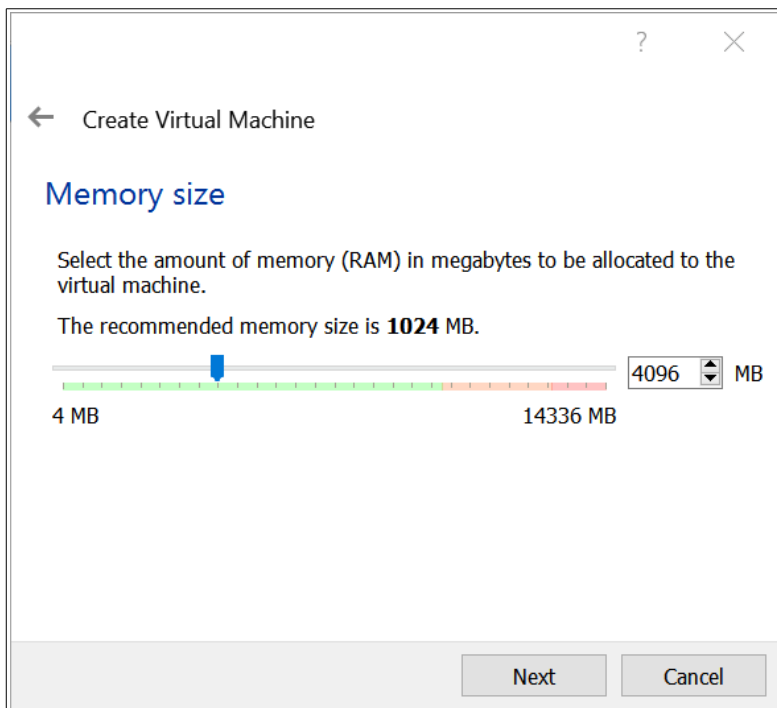 ?
Create Virtual Machine
Memory size
Select the amount of memory (RAM) in megabytes to be allocated to the
virtual machine.
The recommended memory size is 1024 MB.
4096 MB
4 MB 14336 MB
Next Cancel